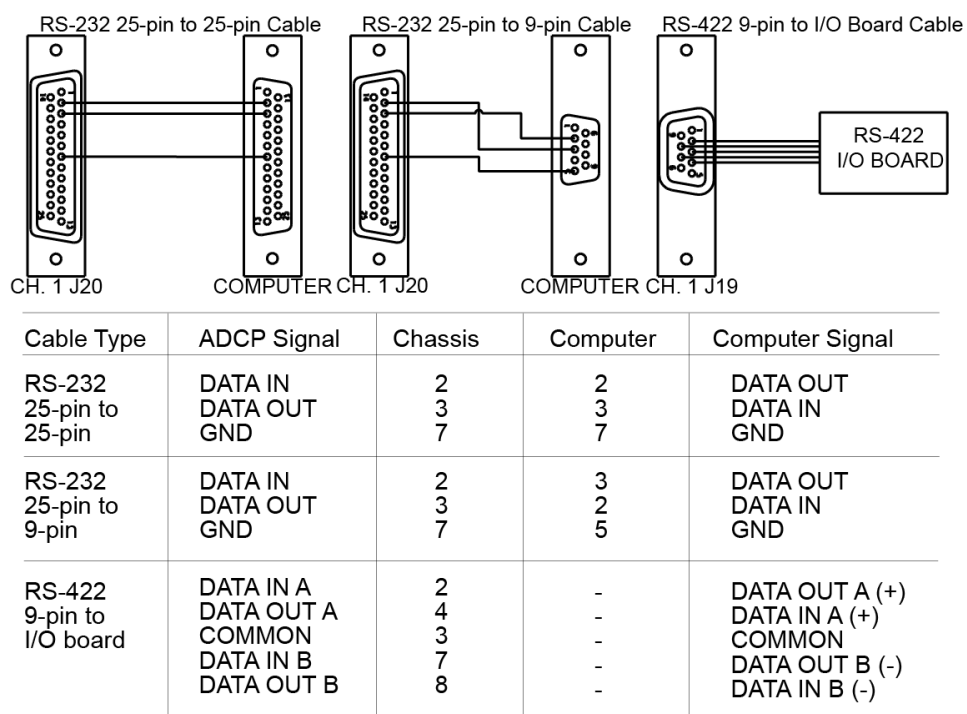 RS-232 25-pin to 25-pin Cable
RS-232 25-pin to 9-pin Cable
RS-422 9-pin to I/O Board Cable
RS-422
I/O BOARD
CH. 1 J20
COMPUTER
CH. 1 J20
COMPUTER
CH. 1 J19
Cable Type ADCP Signal Chassis Computer Computer Signal
RS-232 DATA IN 2 2 DATA OUT
25-pin to DATA OUT 3 3 DATA IN
25-pin GND 7 7 GND
RS-232 DATA IN 2 3 DATA OUT
25-pin to DATA OUT 3 2 DATA IN
9-pin GND 7 5 GND
RS-422 DATA IN A 2 - DATA OUT A (+)
9-pin to DATA OUT A 4 - DATA IN A (+)
I/O board COMMON 3 - COMMON
DATA IN B 7 - DATA OUT B (-)
DATA OUT B 8 - DATA IN B (-)